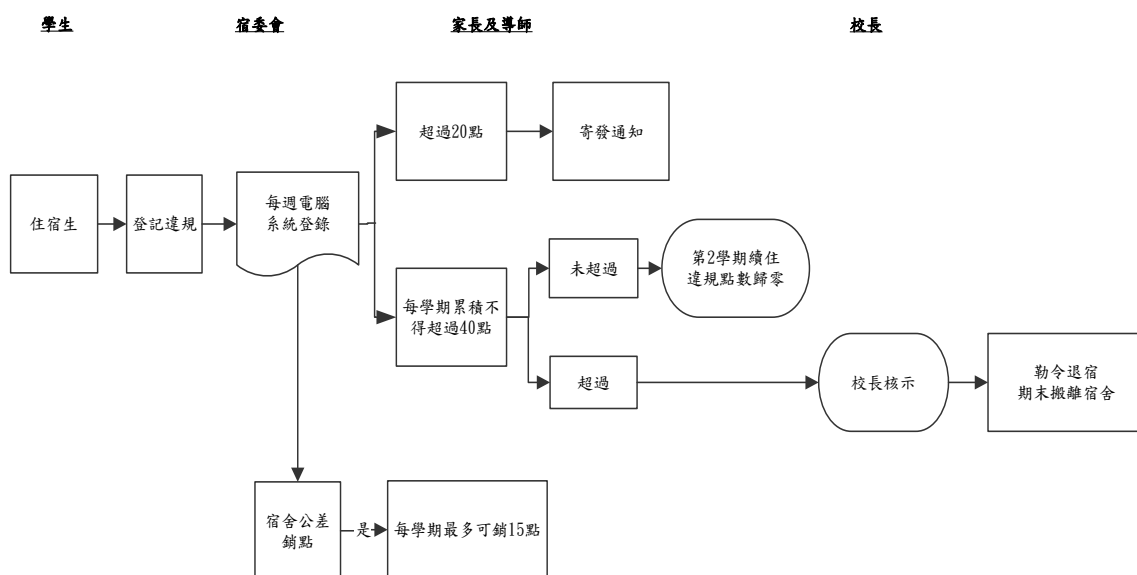 學生
宿委會
家長及導師
校長
超過20點
寄發通知
住宿生
登記違規
每週電腦
系統登錄
未超過
第2學期續住
違規點數歸零
每學期累積不
得超過40點
超過
校長核示
勒令退宿
期末搬離宿舍
宿舍公差
銷點
是
每學期最多可銷15點